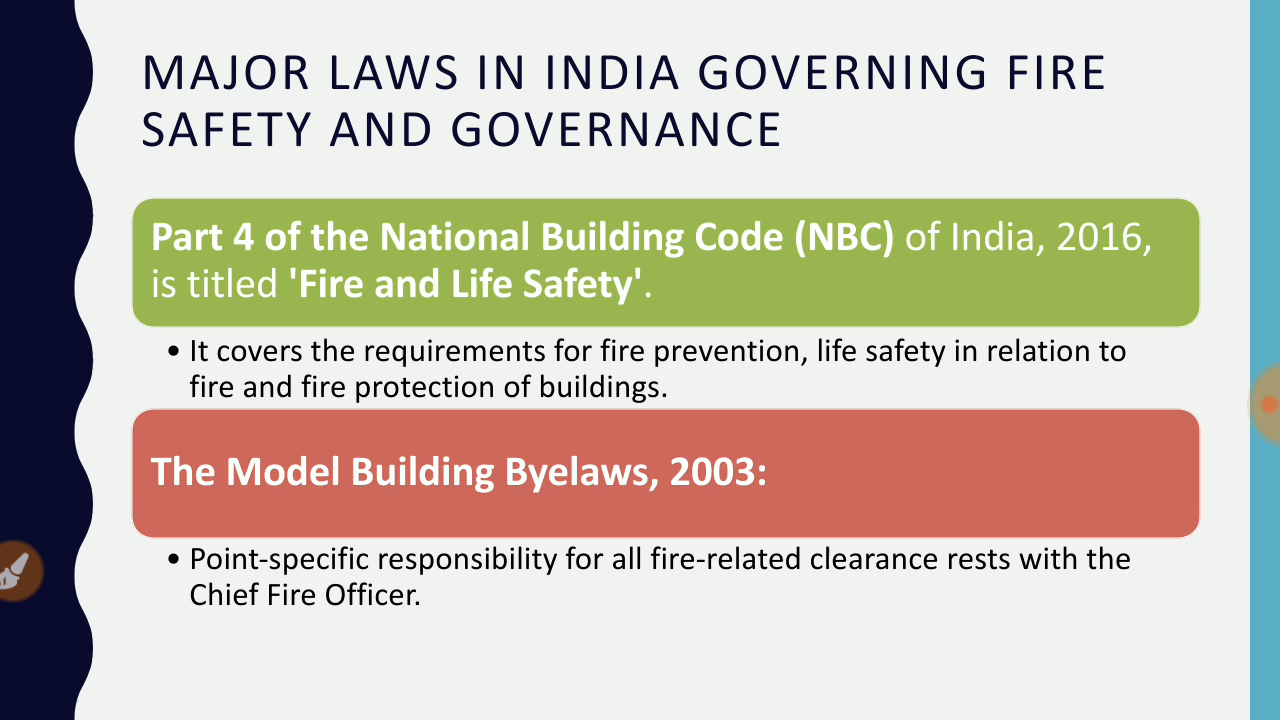 MAJOR LAWS IN INDIA GOVERNING FIRE
SAFETY AND GOVERNANCE
Part 4 of the National Building Code (NBC) of India, 2016,
is titled 'Fire and Life Safety'.
• It covers the requirements for fire prevention, life safety in relation to
fire and fire protection of buildings.
The Model Building Byelaws, 2003:
• Point-specific responsibility for all fire-related clearance rests with the
Chief Fire Officer.